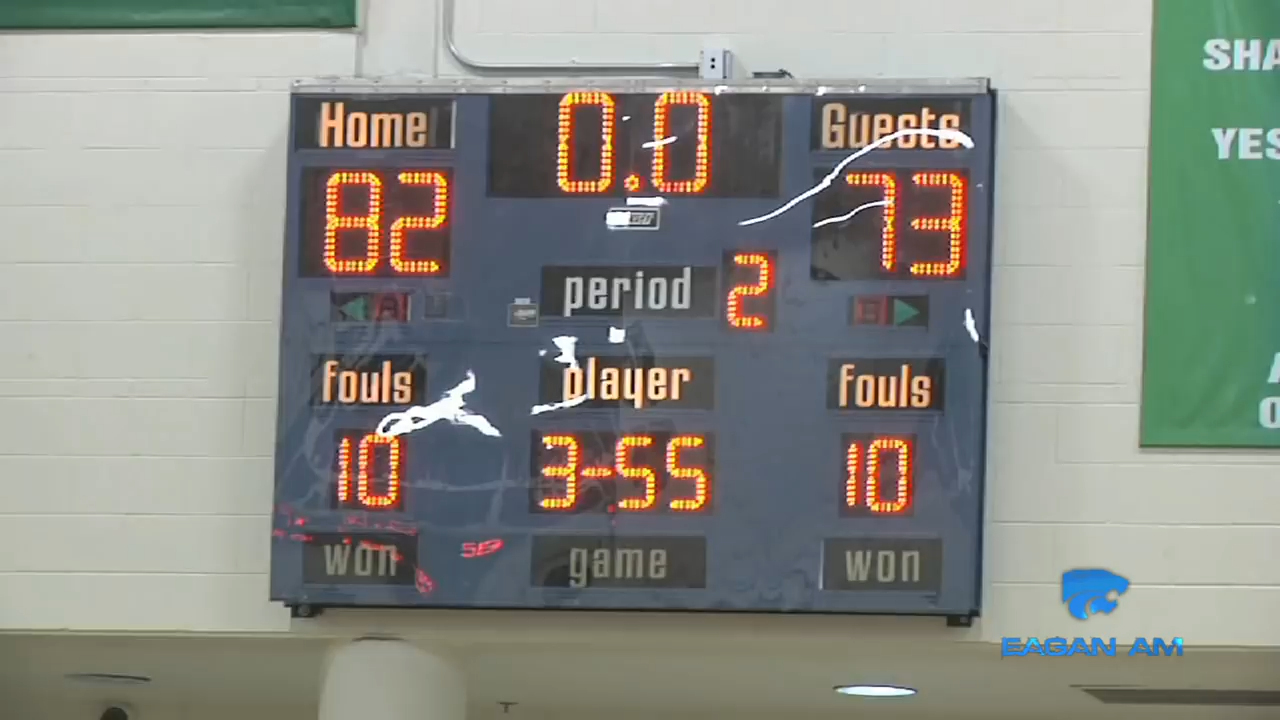 Home 0.0 Guests
82 73
period 2
fouls player fouls
10 3-55 10
won game won
SHA
YES
EAGAN AM